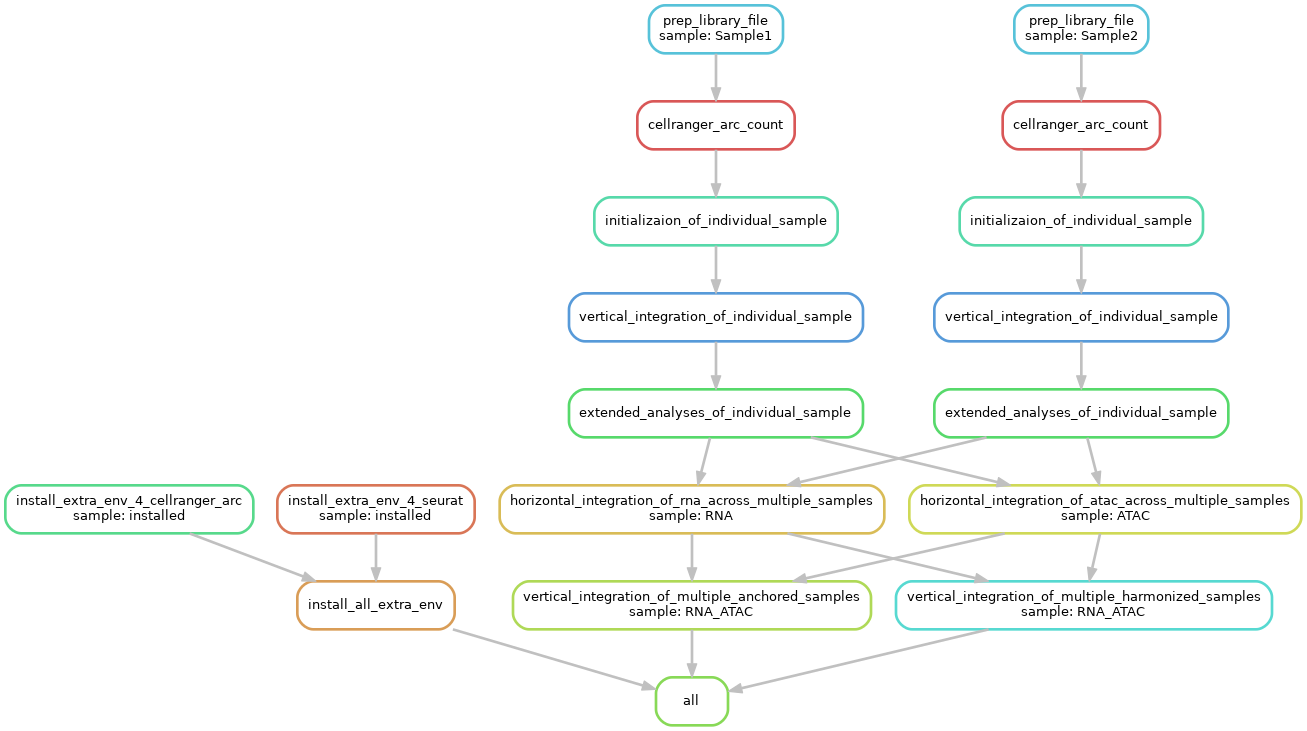 prep_library_file
sample: Sample1
prep_library_file
sample: Sample2
cellranger_arc_count
cellranger_arc_count
initializaion_of_individual_sample
initializaion_of_individual_sample
vertical_integration_of_individual_sample
vertical_integration_of_individual_sample
extended_analyses_of_individual_sample
extended_analyses_of_individual_sample
install_extra_env_4_cellranger_arc
sample: installed
install_extra_env_4_seurat
sample: installed
horizontal_integration_of_rna_across_multiple_samples
sample: RNA
horizontal_integration_of_atac_across_multiple_samples
sample: ATAC
install_all_extra_env
vertical_integration_of_multiple_anchored_samples
sample: RNA_ATAC
vertical_integration_of_multiple_harmonized_samples
sample: RNA_ATAC
all